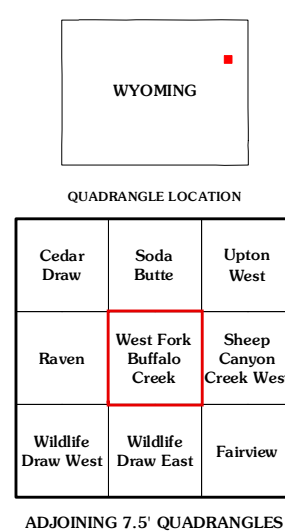 WYOMING
QUADRANGLE LOCATION
Cedar
Draw
Soda
Butte
Upton
West
Raven
West Fork
Buffalo
Creek
Sheep
Canyon
Creek West
Wildlife
Draw West
Wildlife
Draw East
Fairview
ADJOINING 7.5' QUADRANGLES